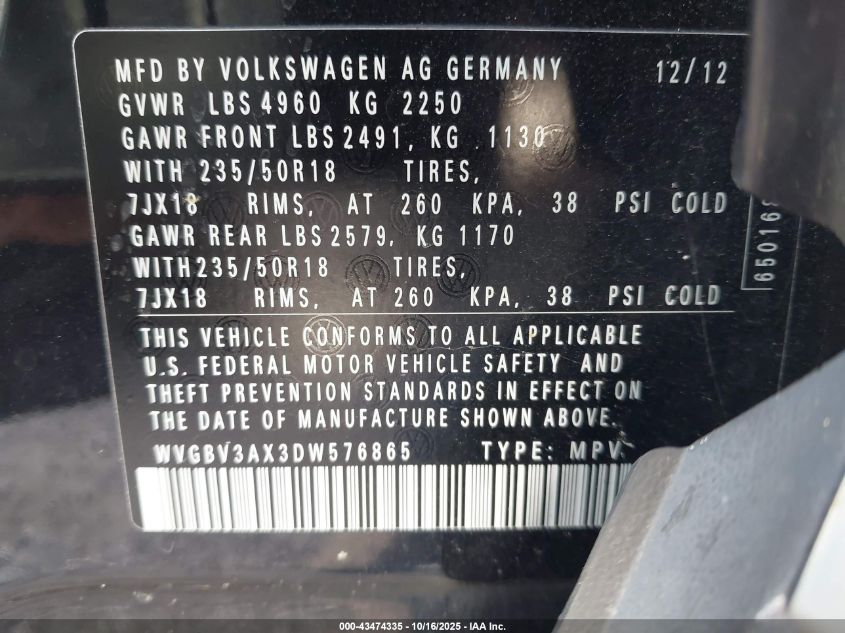 MFD BY VOLKSWAGEN AG GERMANY 12/12
GVWR LBS 4960 KG 2250
GAWR FRONT LBS 2491, KG 1130
WITH 235/50R18 TIRES,
7JX18 RIMS, AT 260 KPA, 38 PSI COLD
GAWR REAR LBS 2579, KG 1170
WITH 235/50R18 TIRES,
7JX18 RIMS, AT 260 KPA, 38 PSI COLD
THIS VEHICLE CONFORMS TO ALL APPLICABLE
U.S. FEDERAL MOTOR VEHICLE SAFETY AND
THEFT PREVENTION STANDARDS IN EFFECT ON
THE DATE OF MANUFACTURE SHOWN ABOVE.
WVGBV3AX3DW576865 TYPE: MPV
000-43474335 - 10/16/2025 - IAA Inc.